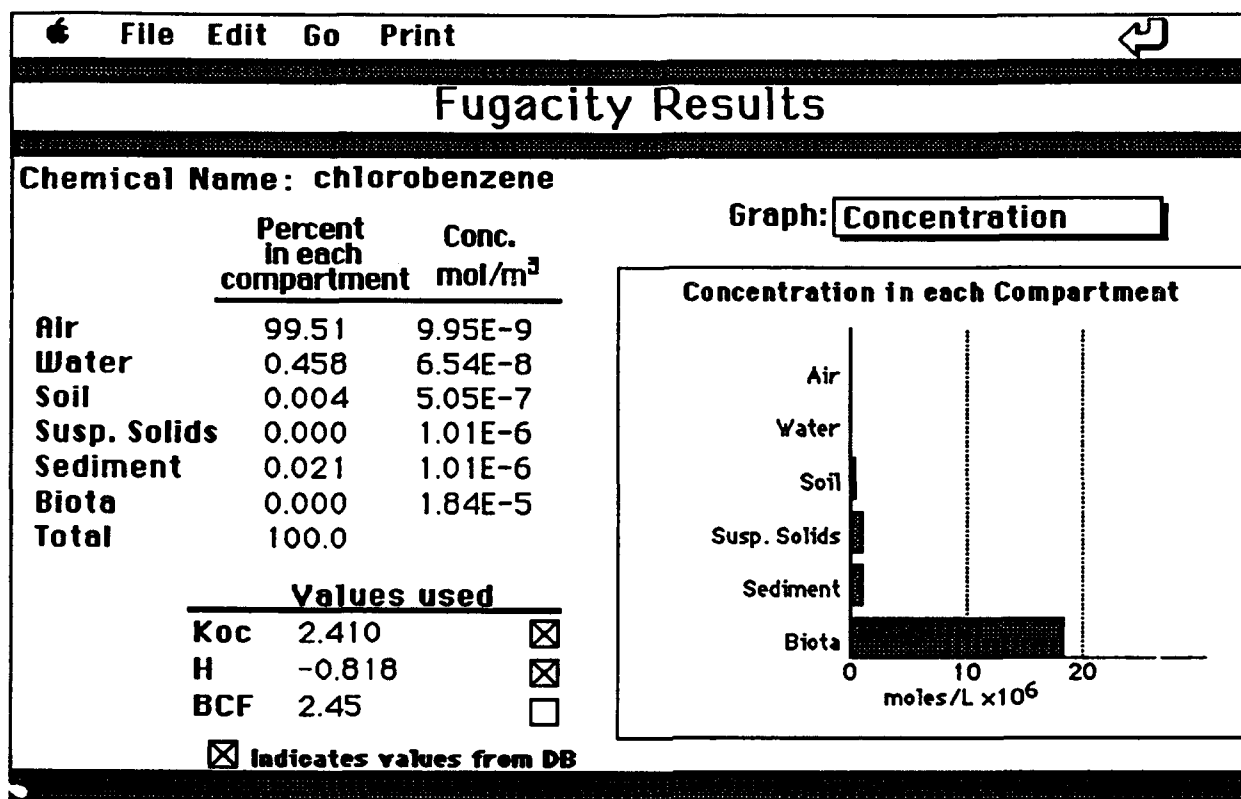 File Edit Go Print
Fugacity Results
Chemical Name: chlorobenzene
Percent in each compartment Conc. mol/m³
Air 99.51 9.95E-9
Water 0.458 6.54E-8
Soil 0.004 5.05E-7
Susp. Solids 0.000 1.01E-6
Sediment 0.021 1.01E-6
Biota 0.000 1.84E-5
Total 100.0
Values used
Koc 2.410
H -0.818
BCF 2.45
Indicates values from DB
Graph: Concentration
Concentration in each Compartment
Air
Water
Soil
Susp. Solids
Sediment
Biota
0 10 20
moles/L x10⁶